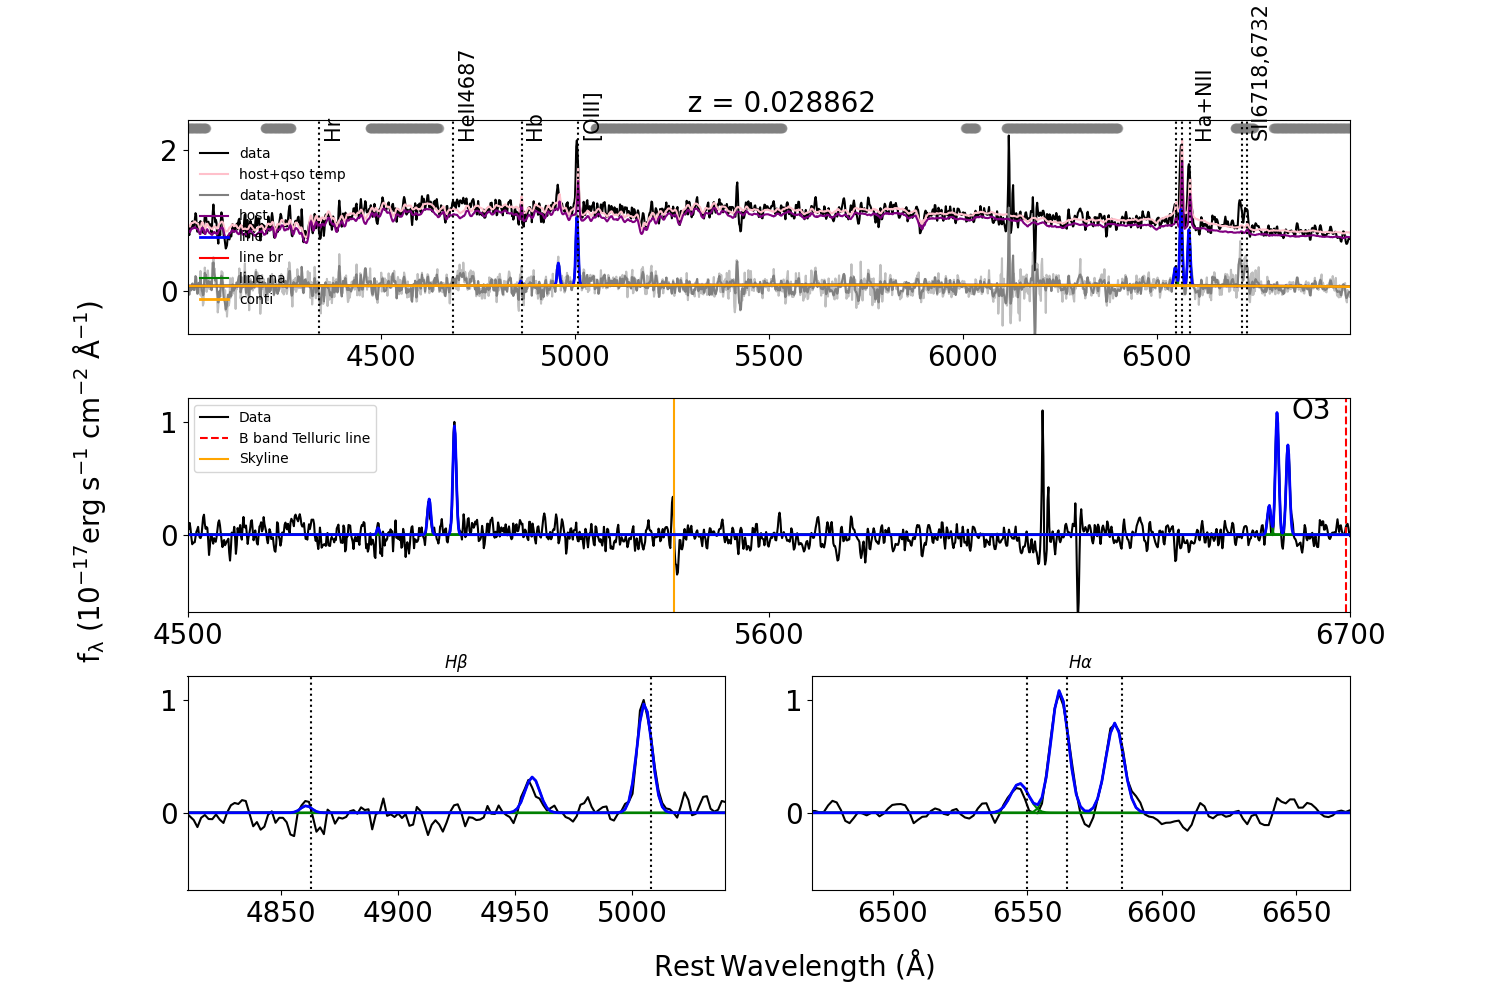 z = 0.028862
Hr
HeII4687
Hb
[OIII]
Ha+NII
SII6718,6732
data
host+qso temp
data-host
host
line
line br
line na
conti
2
0
4500 5000 5500 6000 6500
Data
B band Telluric line
Skyline
O3
1
0
4500 5600 6700
fλ (10⁻¹⁷erg s⁻¹ cm⁻² Å⁻¹)
Hβ
1
0
4850 4900 4950 5000
Hα
1
0
6500 6550 6600 6650
Rest Wavelength (Å)